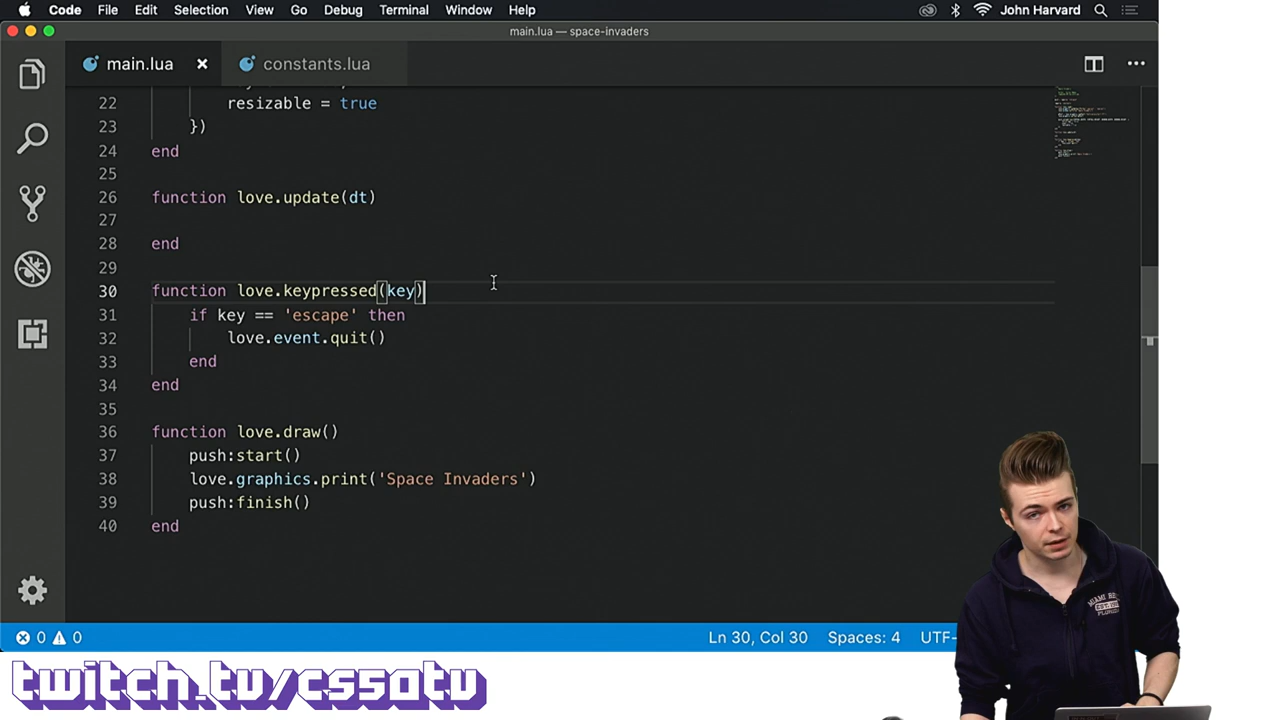 Code File Edit Selection View Go Debug Terminal Window Help John Harvard
main.lua — space-invaders
main.lua constants.lua
22 resizable = true
23 })
24 end
25
26 function love.update(dt)
27
28 end
29
30 function love.keypressed(key)
31 if key == 'escape' then
32 love.event.quit()
33 end
34 end
35
36 function love.draw()
37 push:start()
38 love.graphics.print('Space Invaders')
39 push:finish()
40 end
0 0 Ln 30, Col 30 Spaces: 4 UTF-
twitch.tv/cs50tv